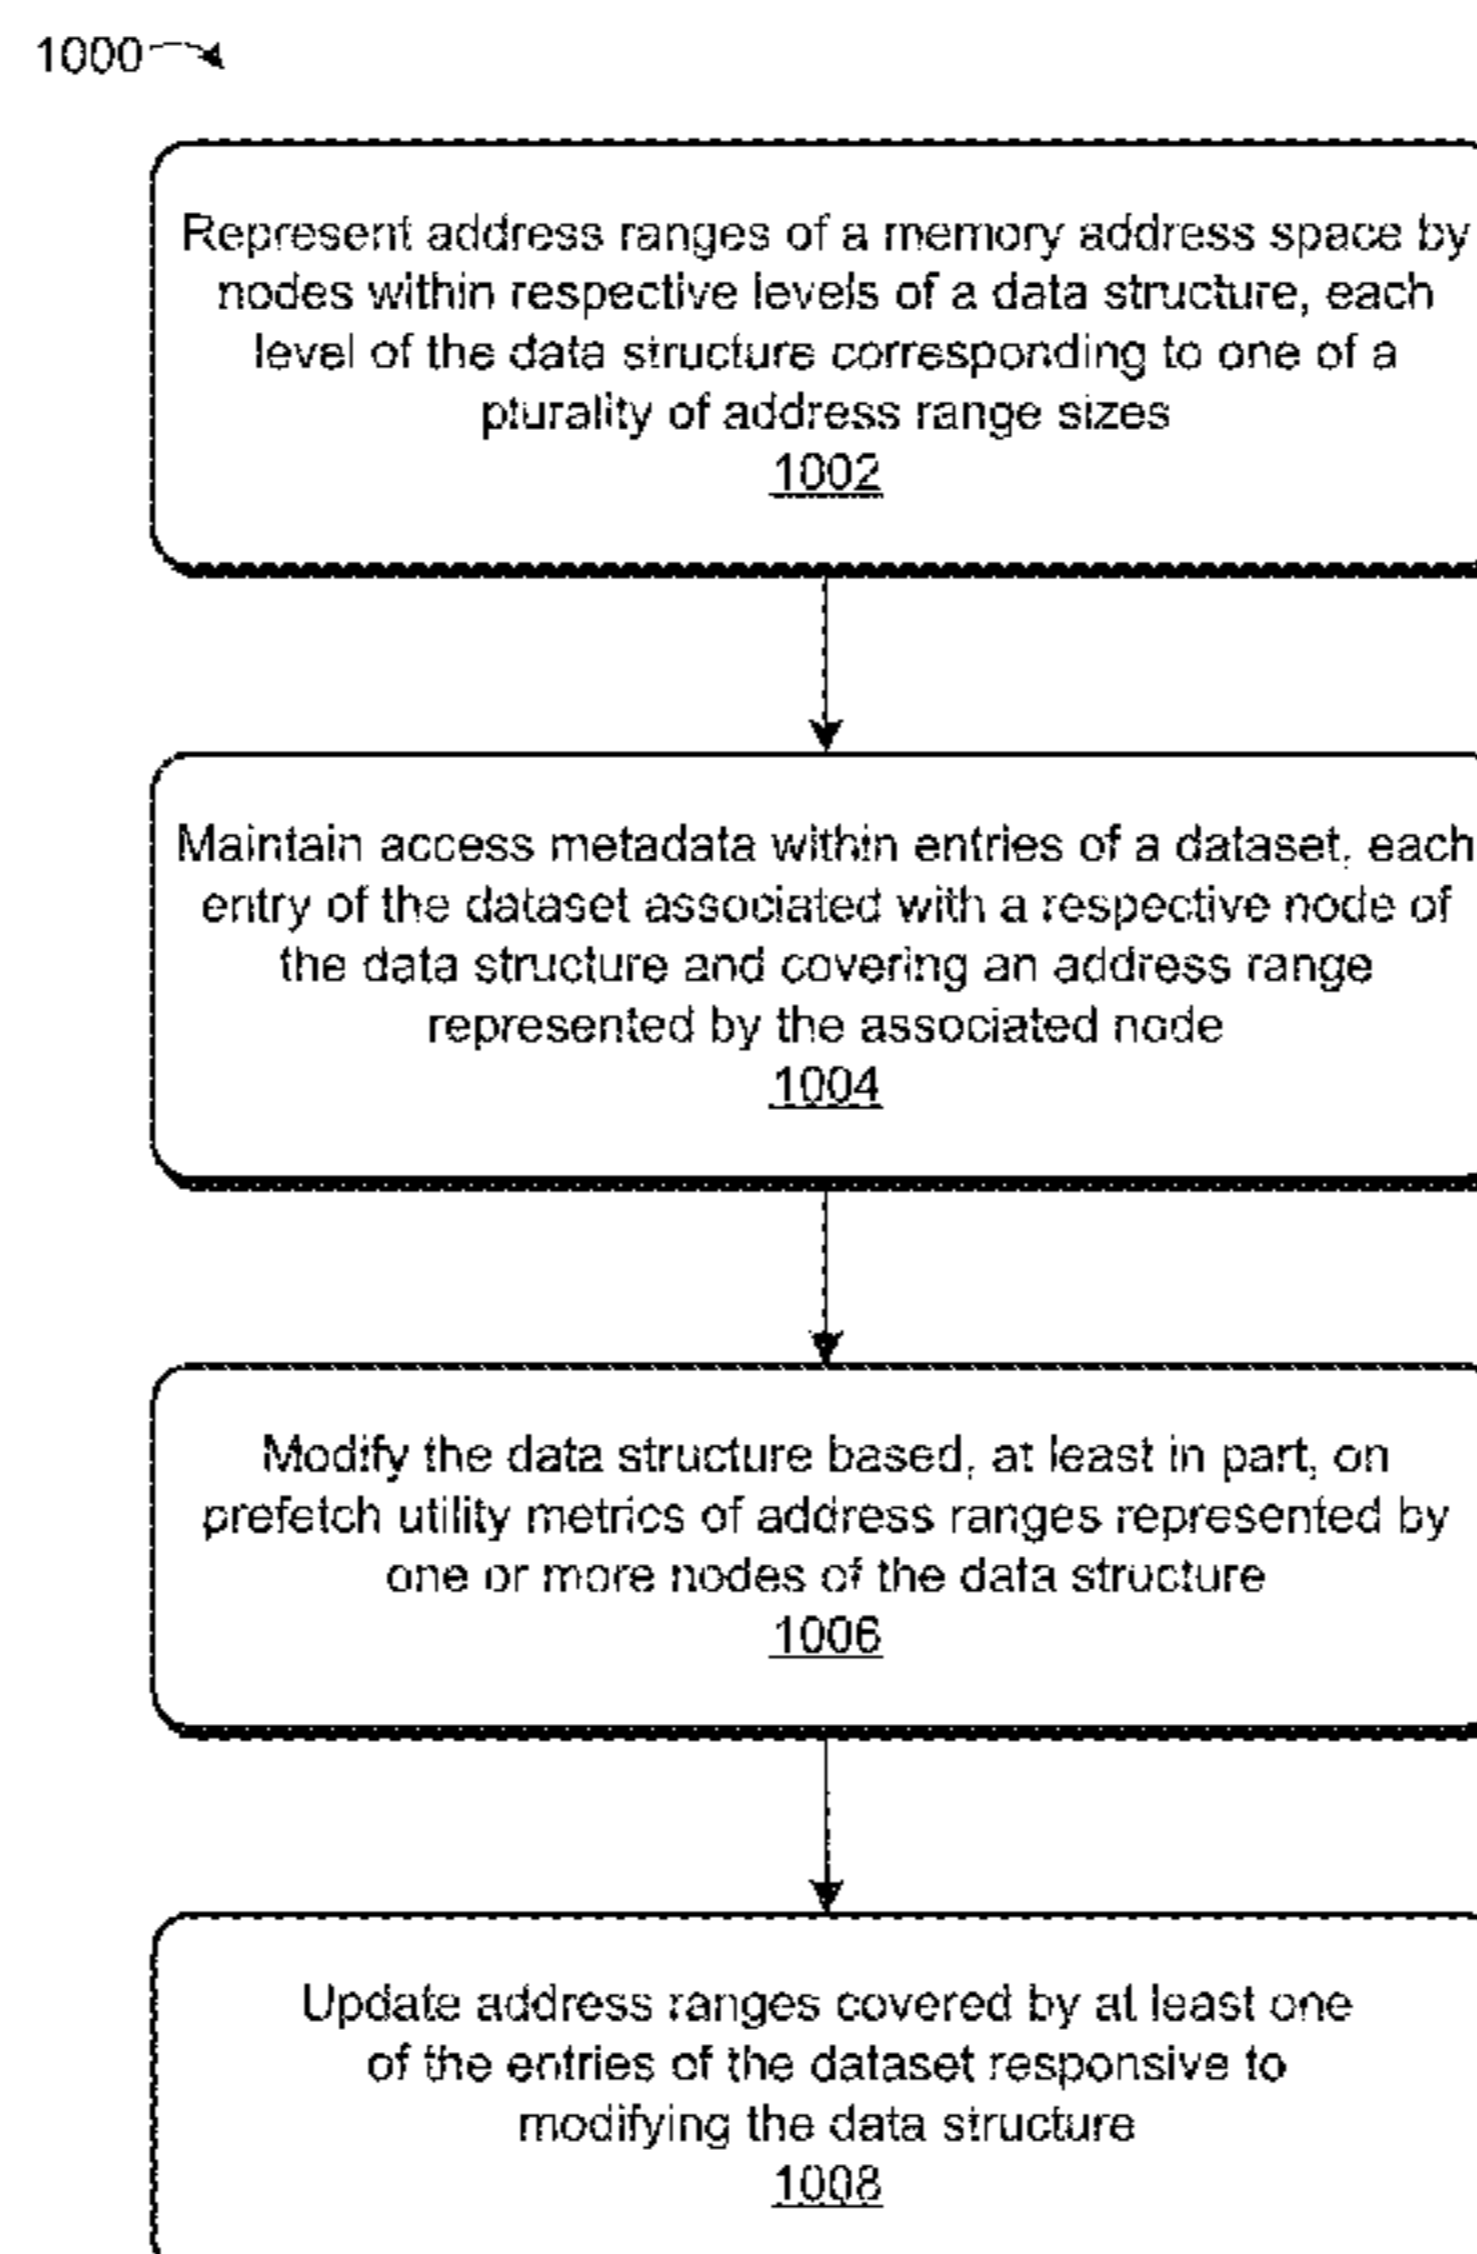 1000
Represent address ranges of a memory address space by
nodes within respective levels of a data structure, each
level of the data structure corresponding to one of a
plurality of address range sizes
1002
Maintain access metadata within entries of a dataset, each
entry of the dataset associated with a respective node of
the data structure and covering an address range
represented by the associated node
1004
Modify the data structure based, at least in part, on
prefetch utility metrics of address ranges represented by
one or more nodes of the data structure
1006
Update address ranges covered by at least one
of the entries of the dataset responsive to
modifying the data structure
1008